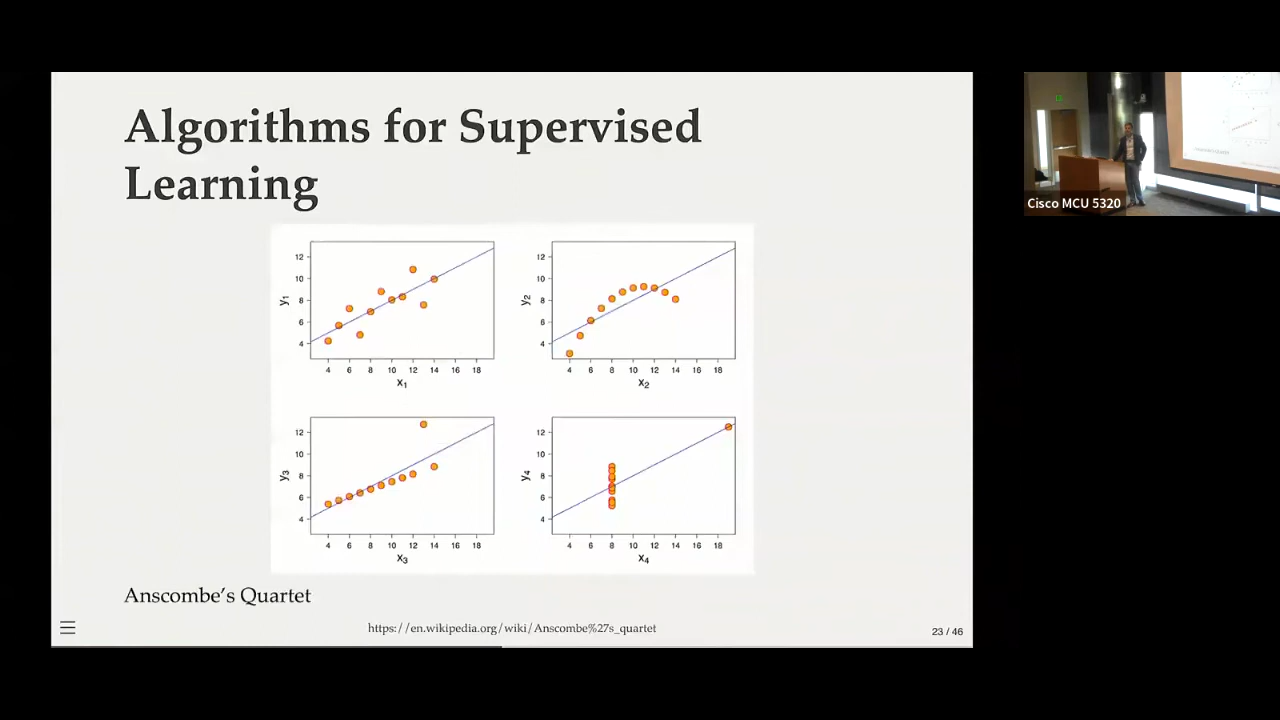 Algorithms for Supervised
Learning
12
10
8
6
4
y1
4 6 8 10 12 14 16 18
x1
12
10
8
6
4
y2
4 6 8 10 12 14 16 18
x2
12
10
8
6
4
y3
4 6 8 10 12 14 16 18
x3
12
10
8
6
4
y4
4 6 8 10 12 14 16 18
x4
Anscombe's Quartet
https://en.wikipedia.org/wiki/Anscombe%27s_quartet
23 / 46
Cisco MCU 5320